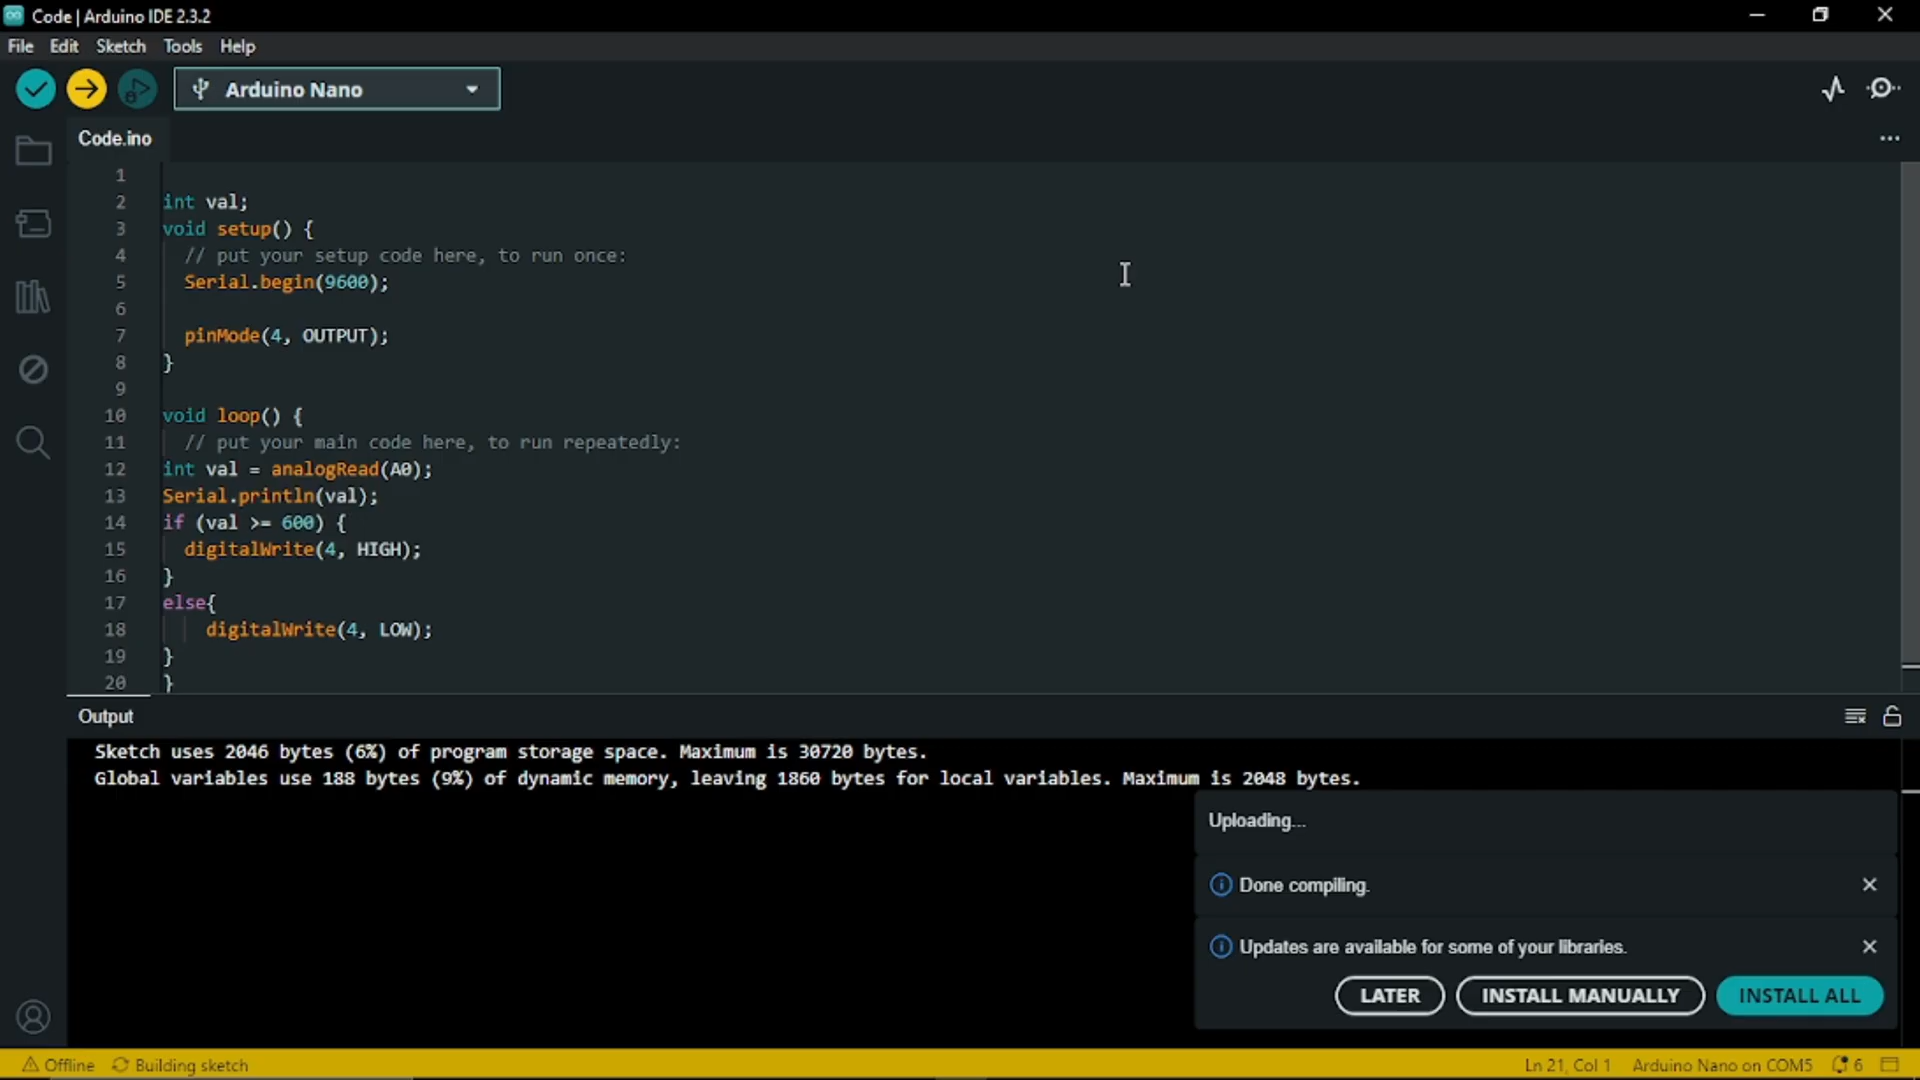 Code | Arduino IDE 2.3.2
File Edit Sketch Tools Help
Arduino Nano
Code.ino
1
2 int val;
3 void setup() {
4 // put your setup code here, to run once:
5 Serial.begin(9600);
6
7 pinMode(4, OUTPUT);
8 }
9
10 void loop() {
11 // put your main code here, to run repeatedly:
12 int val = analogRead(A0);
13 Serial.println(val);
14 if (val >= 600) {
15 digitalWrite(4, HIGH);
16 }
17 else{
18 digitalWrite(4, LOW);
19 }
20 }
Output
Sketch uses 2046 bytes (6%) of program storage space. Maximum is 30720 bytes.
Global variables use 188 bytes (9%) of dynamic memory, leaving 1860 bytes for local variables. Maximum is 2048 bytes.
Uploading...
Done compiling.
Updates are available for some of your libraries.
LATER INSTALL MANUALLY INSTALL ALL
Offline Building sketch Ln 21, Col 1 Arduino Nano on COM5 6